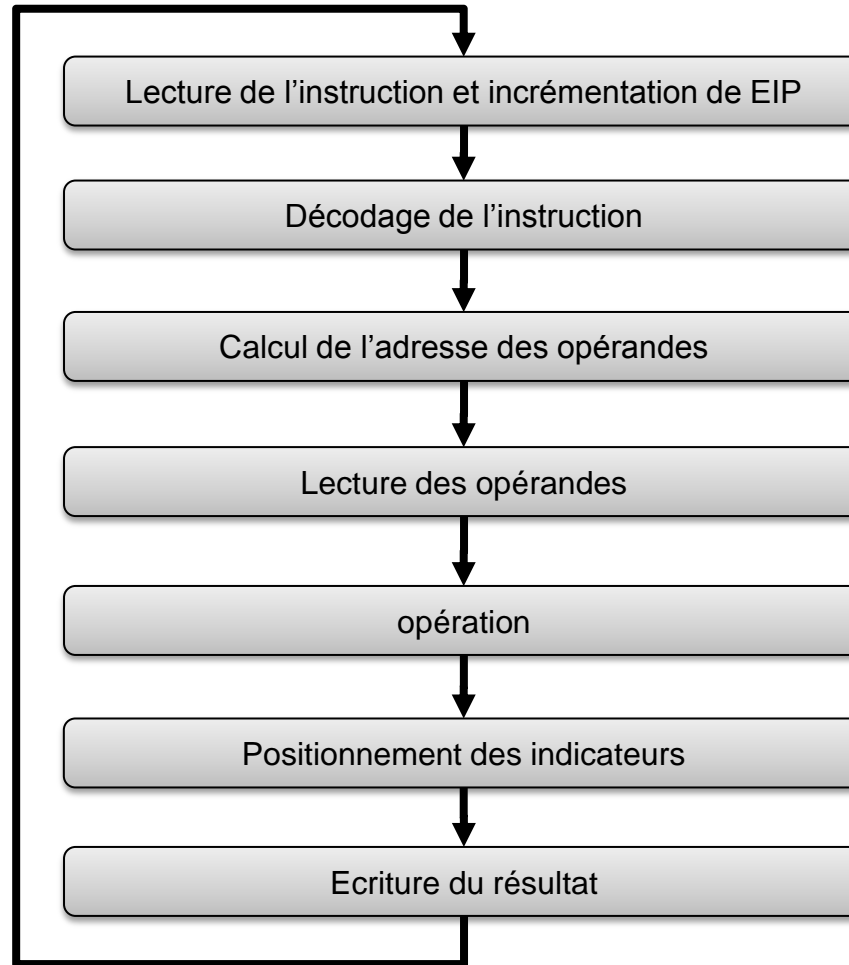 Lecture de l’instruction et incrémentation de EIP
Décodage de l’instruction
Calcul de l’adresse des opérandes
Lecture des opérandes
opération
Positionnement des indicateurs
Ecriture du résultat